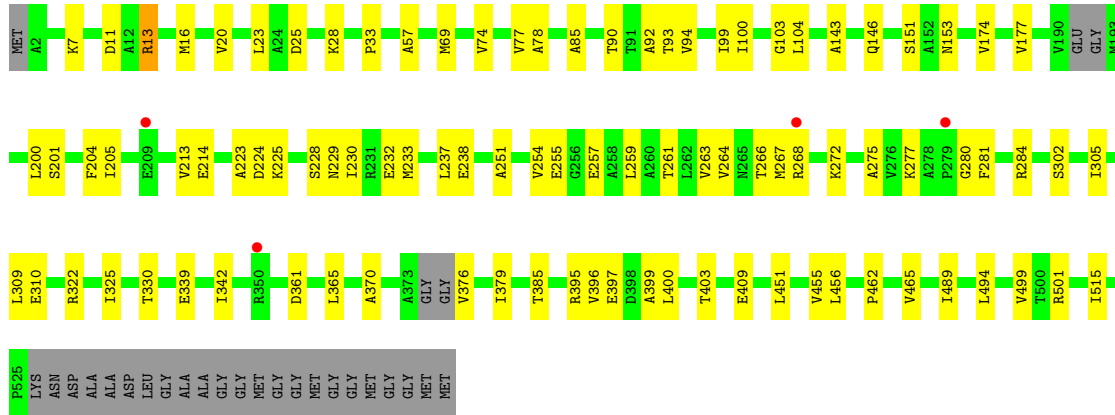 MET A2 K7 D11 A12 R13 M16 V20 L23 A24 D25 K28 P33 A57 M69 V74 V77 A78 A85 T90 T91 A92 T93 V94 I99 I100 G103 L104 A143 Q146 S151 A152 N153 V174 V177 V190 GLU GLY M193
L200 S201 F204 I205 E209 V213 E214 A223 D224 K225 S228 N229 I230 R231 E232 M233 L237 E238 A251 V254 E255 G256 E257 A258 L259 A260 T261 L262 V263 V264 N265 T266 M267 R268 K272 A275 V276 K277 A278 P279 G280 F281 R284 S302 I305
L309 E310 R322 I325 T330 E339 I342 R350 D361 L365 A370 A373 GLY GLY V376 I379 T385 R395 V396 E397 D398 A399 L400 T403 E409 L451 V455 L456 P462 V465 I489 L494 V499 T500 R501 I515
P525 LYS ASN ASP ALA ALA ASP LEU GLY ALA ALA GLY GLY MET GLY GLY MET GLY GLY MET MET